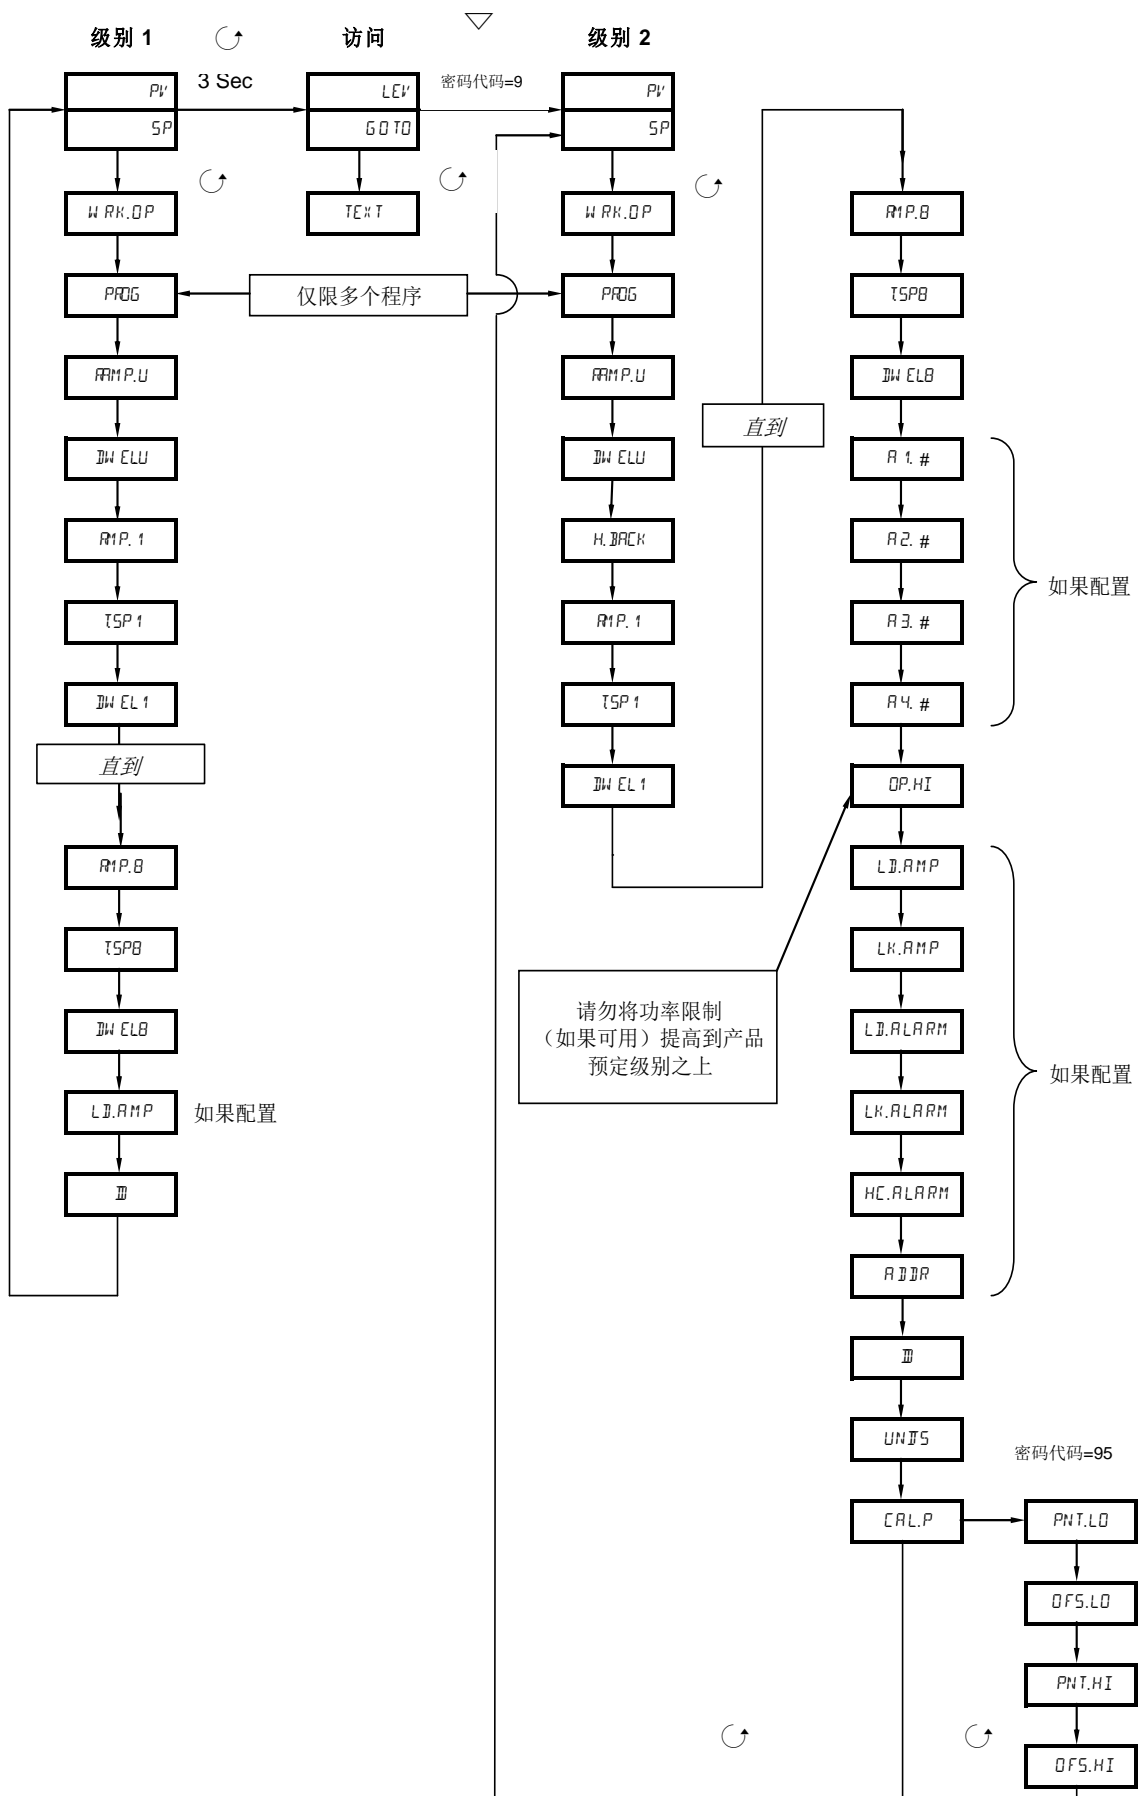 级别 1
访问
级别 2
3 Sec
密码代码=9
PV
SP
WRK.OP
PROG
RAMP.U
DWELU
AMP.1
TSP1
DWEL1
直到
AMP.8
TSP8
DWEL8
LD.AMP
如果配置
ID
LEV
GOTO
TEXT
仅限多个程序
PV
SP
WRK.OP
PROG
RAMP.U
DWELU
H.BACK
AMP.1
TSP1
DWEL1
直到
请勿将功率限制
（如果可用）提高到产品
预定级别之上
AMP.8
TSP8
DWEL8
A1.#
A2.#
A3.#
A4.#
如果配置
OP.HI
LD.AMP
LK.AMP
LD.ALARM
LK.ALARM
HC.ALARM
ADDR
如果配置
ID
UNITS
CAL.P
密码代码=95
PNT.LO
OFS.LO
PNT.HI
OFS.HI